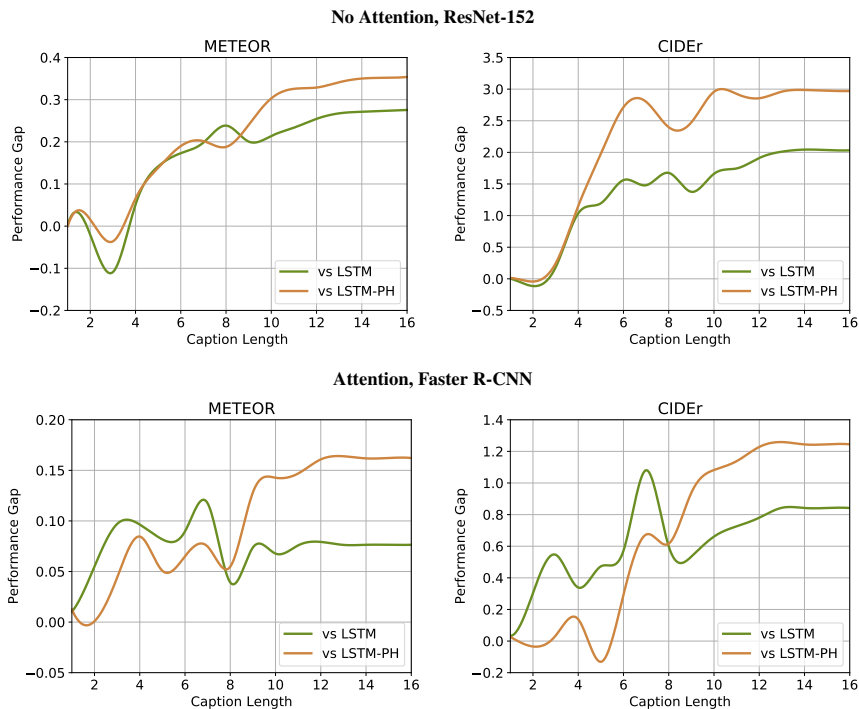 No Attention, ResNet-152
METEOR
0.4
0.3
0.2
0.1
0.0
−0.1
−0.2
Performance Gap
vs LSTM
vs LSTM-PH
2 4 6 8 10 12 14 16
Caption Length
CIDEr
3.5
3.0
2.5
2.0
1.5
1.0
0.5
0.0
−0.5
Performance Gap
vs LSTM
vs LSTM-PH
2 4 6 8 10 12 14 16
Caption Length
Attention, Faster R-CNN
METEOR
0.20
0.15
0.10
0.05
0.00
−0.05
Performance Gap
vs LSTM
vs LSTM-PH
2 4 6 8 10 12 14 16
Caption Length
CIDEr
1.4
1.2
1.0
0.8
0.6
0.4
0.2
0.0
−0.2
Performance Gap
vs LSTM
vs LSTM-PH
2 4 6 8 10 12 14 16
Caption Length